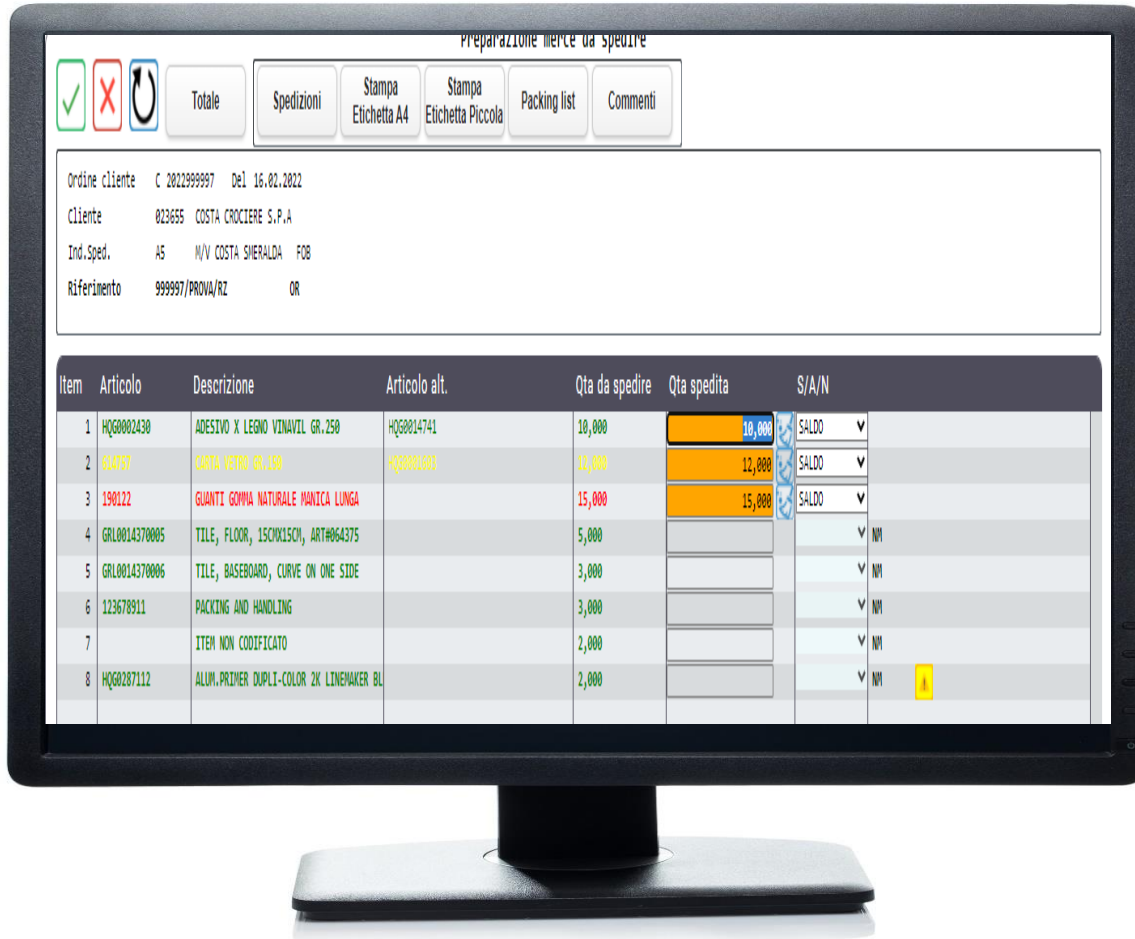 Preparazione merce da spedire
Totale
Spedizioni
Stampa
Etichetta A4
Stampa
Etichetta Piccola
Packing list
Commenti
Ordine cliente C 2022999997 Del 16.02.2022
Cliente 023655 COSTA CROCIERE S.P.A
Ind.Sped. A5 M/V COSTA SMERALDA FOB
Riferimento 999997/PROVA/RZ OR
Item Articolo Descrizione Articolo alt. Qta da spedire Qta spedita S/A/N
1 HQG0002430 ADESIVO X LEGNO VINAVIL GR.250 HQG0014741 10,000 10,000 SALDO
2 614757 CARTA VETRO GR.150 12,000 12,000 SALDO
3 190122 GUANTI GOMMA NATURALE MANICA LUNGA 15,000 15,000 SALDO
4 GRL0014370005 TILE, FLOOR, 15CMX15CM, ART#064375 5,000 NM
5 GRL0014370006 TILE, BASEBOARD, CURVE ON ONE SIDE 3,000 NM
6 123678911 PACKING AND HANDLING 3,000 NM
7 ITEM NON CODIFICATO 2,000 NM
8 HQG0287112 ALUM.PRIMER DUPLI-COLOR 2K LINEMAKER BL 2,000 NM